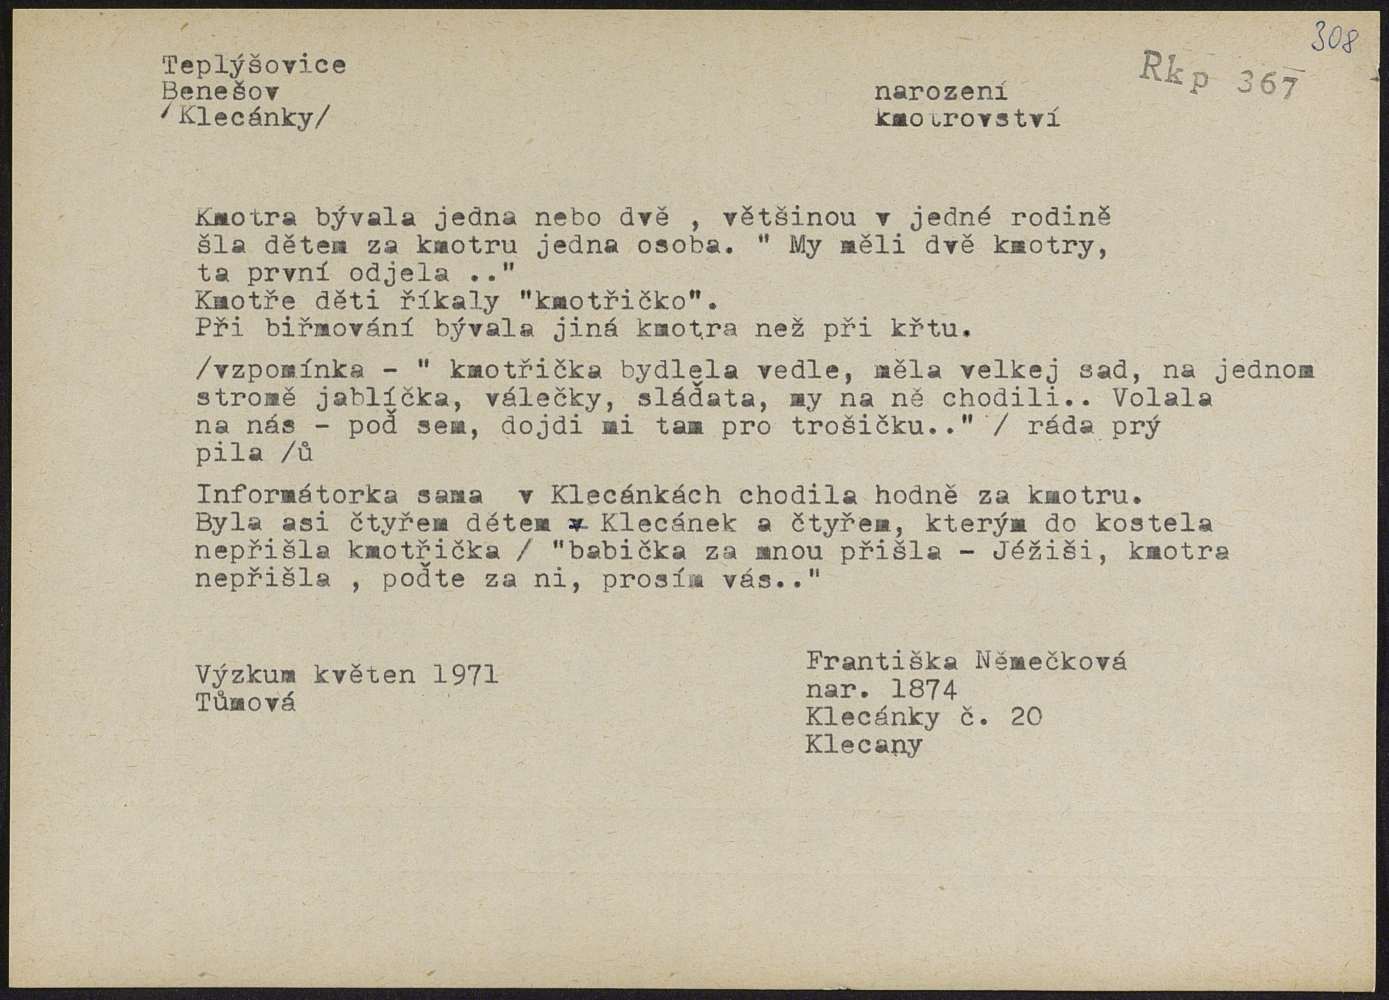 308
Rkp 367
Teplýšovice
Benešov
/Klecánky/
narození
kmotrovství
Kmotra bývala jedna nebo dvě , většinou v jedné rodině
šla dětem za kmotru jedna osoba. " My měli dvě kmotry,
ta první odjela .."
Kmotře děti říkaly "kmotřičko".
Při biřmování bývala jiná kmotra než při křtu.
/vzpomínka - " kmotřička bydlela vedle, měla velkej sad, na jednom
stromě jablíčka, válečky, sláďata, my na ně chodili.. Volala
na nás - poď sem, dojdi mi tam pro trošičku.." / ráda prý
pila /ů
Informátorka sama v Klecánkách chodila hodně za kmotru.
Byla asi čtyřem détem z Klecánek a čtyřem, kterým do kostela
nepřišla kmotřička / "babička za mnou přišla - Jéžiši, kmotra
nepřišla , poďte za ni, prosím vás.."
Výzkum květen 1971
Tůmová
Františka Němečková
nar. 1874
Klecánky č. 20
Klecany